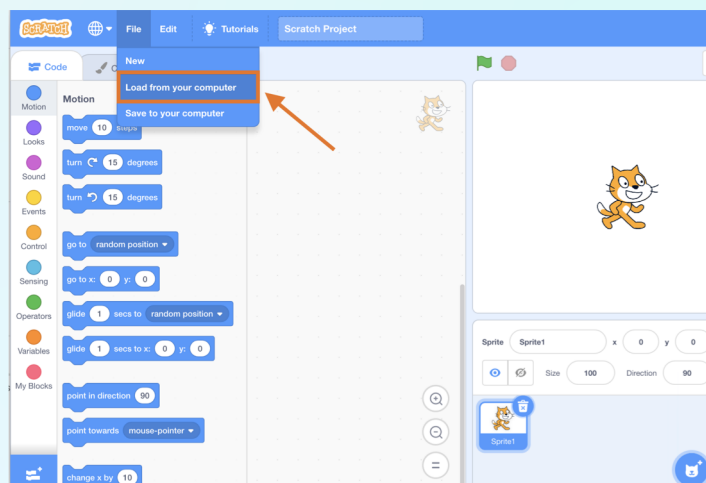 SCRATCH
File
Edit
Tutorials
Scratch Project
New
Load from your computer
Save to your computer
Code
C
Motion
Looks
Sound
Events
Control
Sensing
Operators
Variables
My Blocks
Motion
move 10 steps
turn 15 degrees
turn 15 degrees
go to random position
go to x: 0 y: 0
glide 1 secs to random position
glide 1 secs to x: 0 y: 0
point in direction 90
point towards mouse-pointer
change x by 10
Sprite Sprite1 x 0 y 0
Size 100 Direction 90
Sprite1